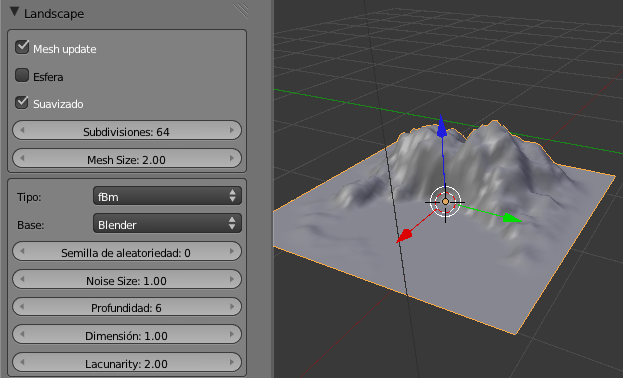 Landscape
Mesh update
Esfera
Suavizado
Subdivisiones: 64
Mesh Size: 2.00
Tipo: fBm
Base: Blender
Semilla de aleatoriedad: 0
Noise Size: 1.00
Profundidad: 6
Dimensión: 1.00
Lacunarity: 2.00